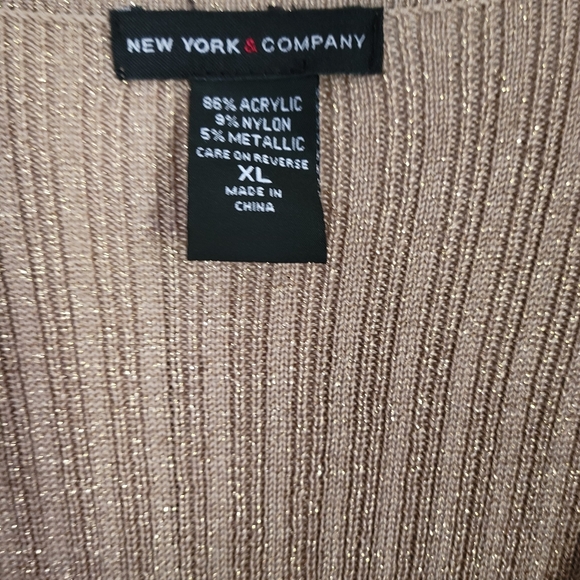 NEW YORK & COMPANY
86% ACRYLIC
9% NYLON
5% METALLIC
CARE ON REVERSE
XL
MADE IN
CHINA